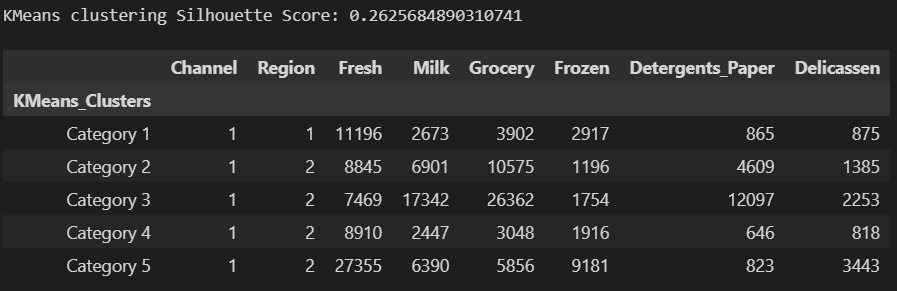 KMeans clustering Silhouette Score: 0.2625684890310741
Channel Region Fresh Milk Grocery Frozen Detergents_Paper Delicassen
KMeans_Clusters
Category 1 1 1 11196 2673 3902 2917 865 875
Category 2 1 2 8845 6901 10575 1196 4609 1385
Category 3 1 2 7469 17342 26362 1754 12097 2253
Category 4 1 2 8910 2447 3048 1916 646 818
Category 5 1 2 27355 6390 5856 9181 823 3443